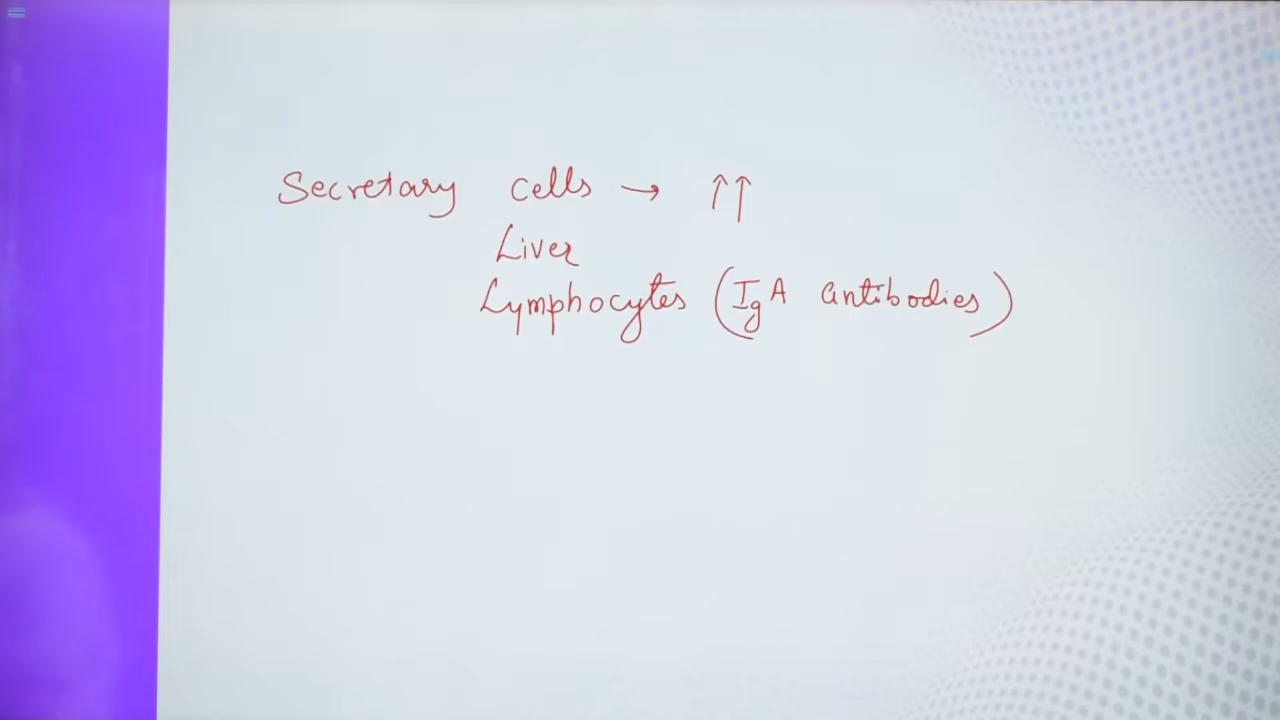 Secretary cells → ↑↑
Liver
Lymphocytes (IgA antibodies)